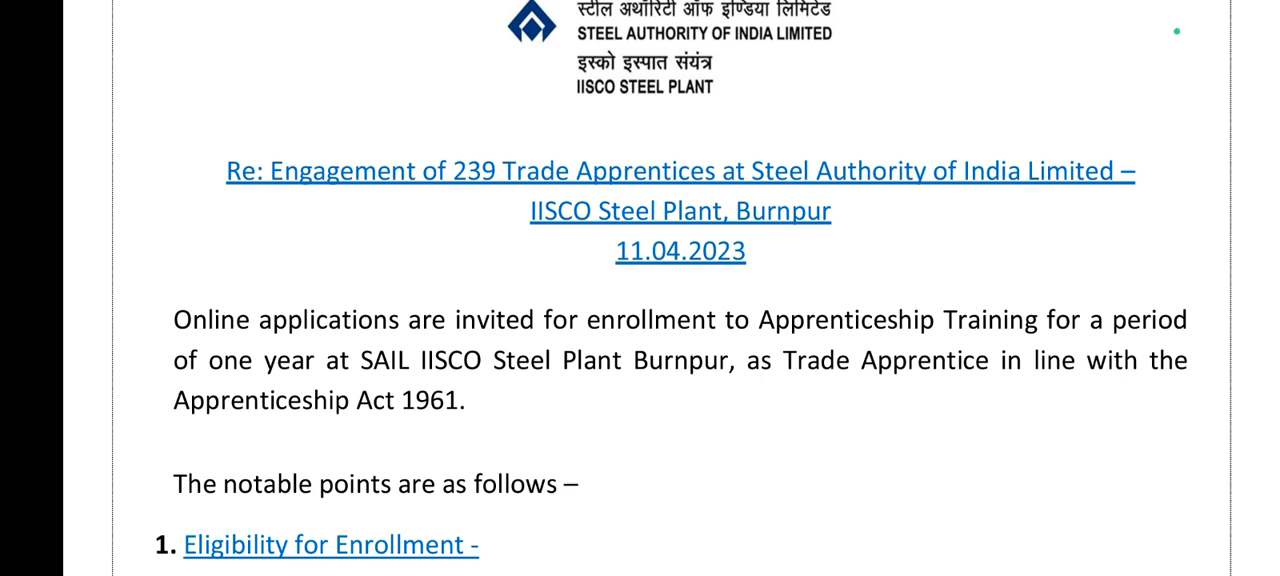 स्टील अथॉरिटी ऑफ इण्डिया लिमिटेड
STEEL AUTHORITY OF INDIA LIMITED
इस्को इस्पात संयंत्र
IISCO STEEL PLANT
Re: Engagement of 239 Trade Apprentices at Steel Authority of India Limited –
IISCO Steel Plant, Burnpur
11.04.2023
Online applications are invited for enrollment to Apprenticeship Training for a period
of one year at SAIL IISCO Steel Plant Burnpur, as Trade Apprentice in line with the
Apprenticeship Act 1961.
The notable points are as follows –
1. Eligibility for Enrollment -